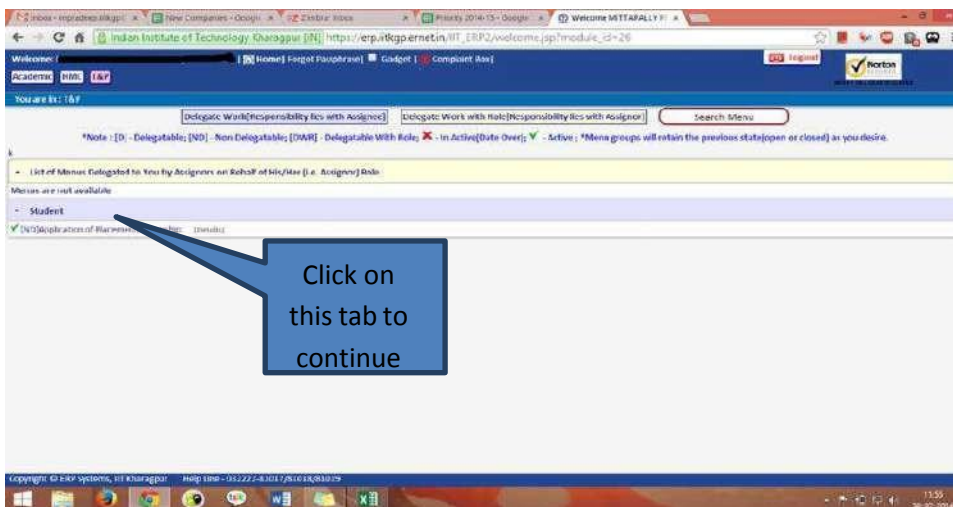 New Companies - Google
Zimbra: Inbox
Priority 2014-15 - Google
Welcome MITTAPALLY
Indian Institute of Technology Kharagpur [IN] https://erp.iitkgp.ernet.in/IIT_ERP2/welcome.jsp?module_id=26
Welcome: | Home] Forgot Passphrase] Gadget | Complaint Box]
Logout
Norton
Academic HMC T&P
You are in : T&P
Delegate Work[Responsibility lies with Assignee] Delegate Work with Role[Responsibility lies with Assignor] Search Menu
*Note : [D] - Delegatable; [ND] - Non Delegatable; [DWR] - Delegatable With Role; ✗ - In Active(Date Over); ✓ - Active ; *Menu groups will retain the previous state(open or closed) as you desire.
- List of Menus Delegated to You by Assignors on Behalf of His/Her (i.e. Assignor) Role
Menus are not available
- Student
✓ [ND]Application of
Click on
this tab to
continue
Copyright © ERP Systems, IIT Kharagpur Help Line -
11:55